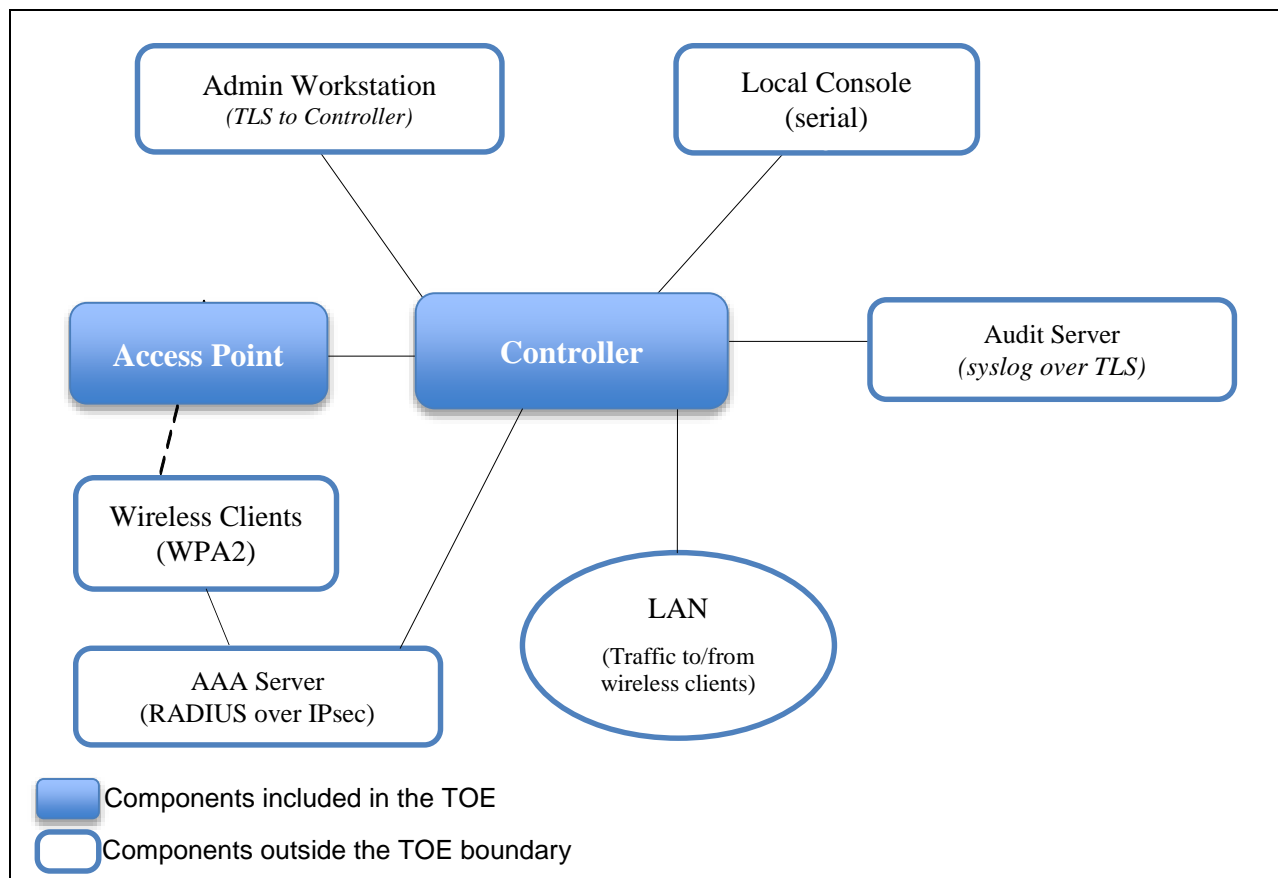 Admin Workstation
(TLS to Controller)
Local Console
(serial)
Access Point
Controller
Audit Server
(syslog over TLS)
Wireless Clients
(WPA2)
LAN
(Traffic to/from
wireless clients)
AAA Server
(RADIUS over IPsec)
Components included in the TOE
Components outside the TOE boundary